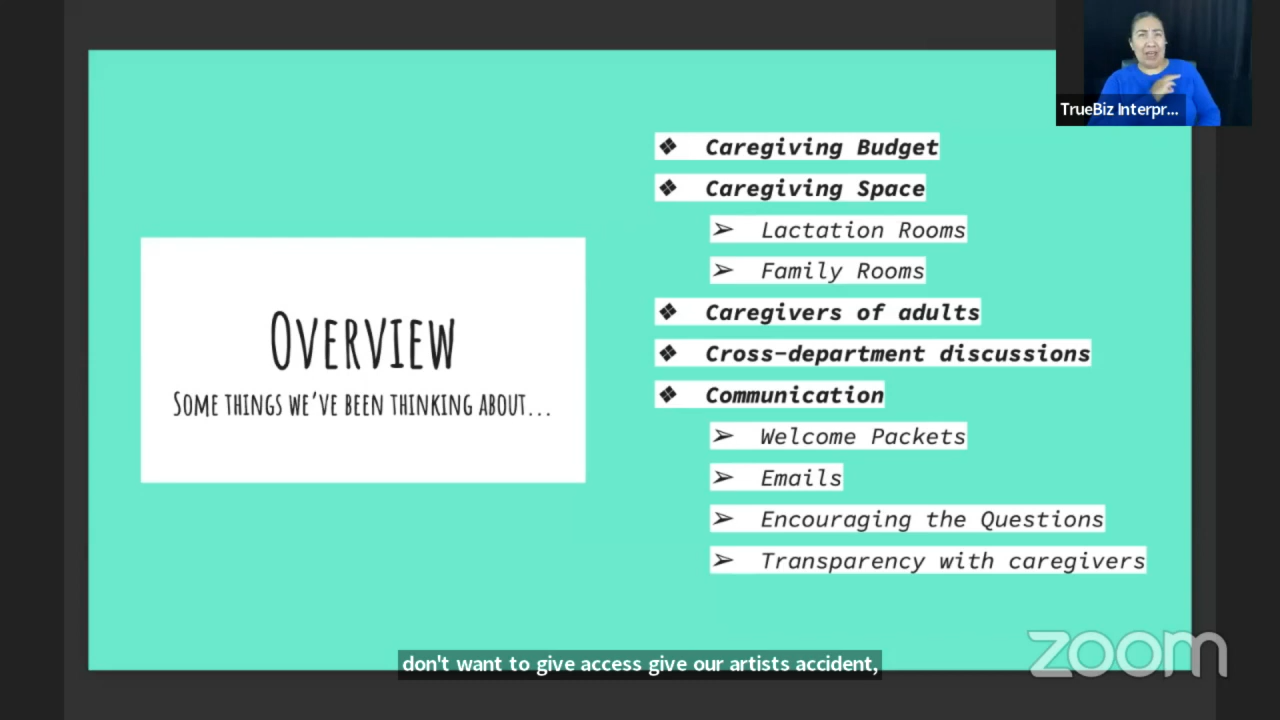 TrueBiz Interpr...
OVERVIEW
SOME THINGS WE'VE BEEN THINKING ABOUT...
❖ Caregiving Budget
❖ Caregiving Space
➢ Lactation Rooms
➢ Family Rooms
❖ Caregivers of adults
❖ Cross-department discussions
❖ Communication
➢ Welcome Packets
➢ Emails
➢ Encouraging the Questions
➢ Transparency with caregivers
don't want to give access give our artists accident,
zoom